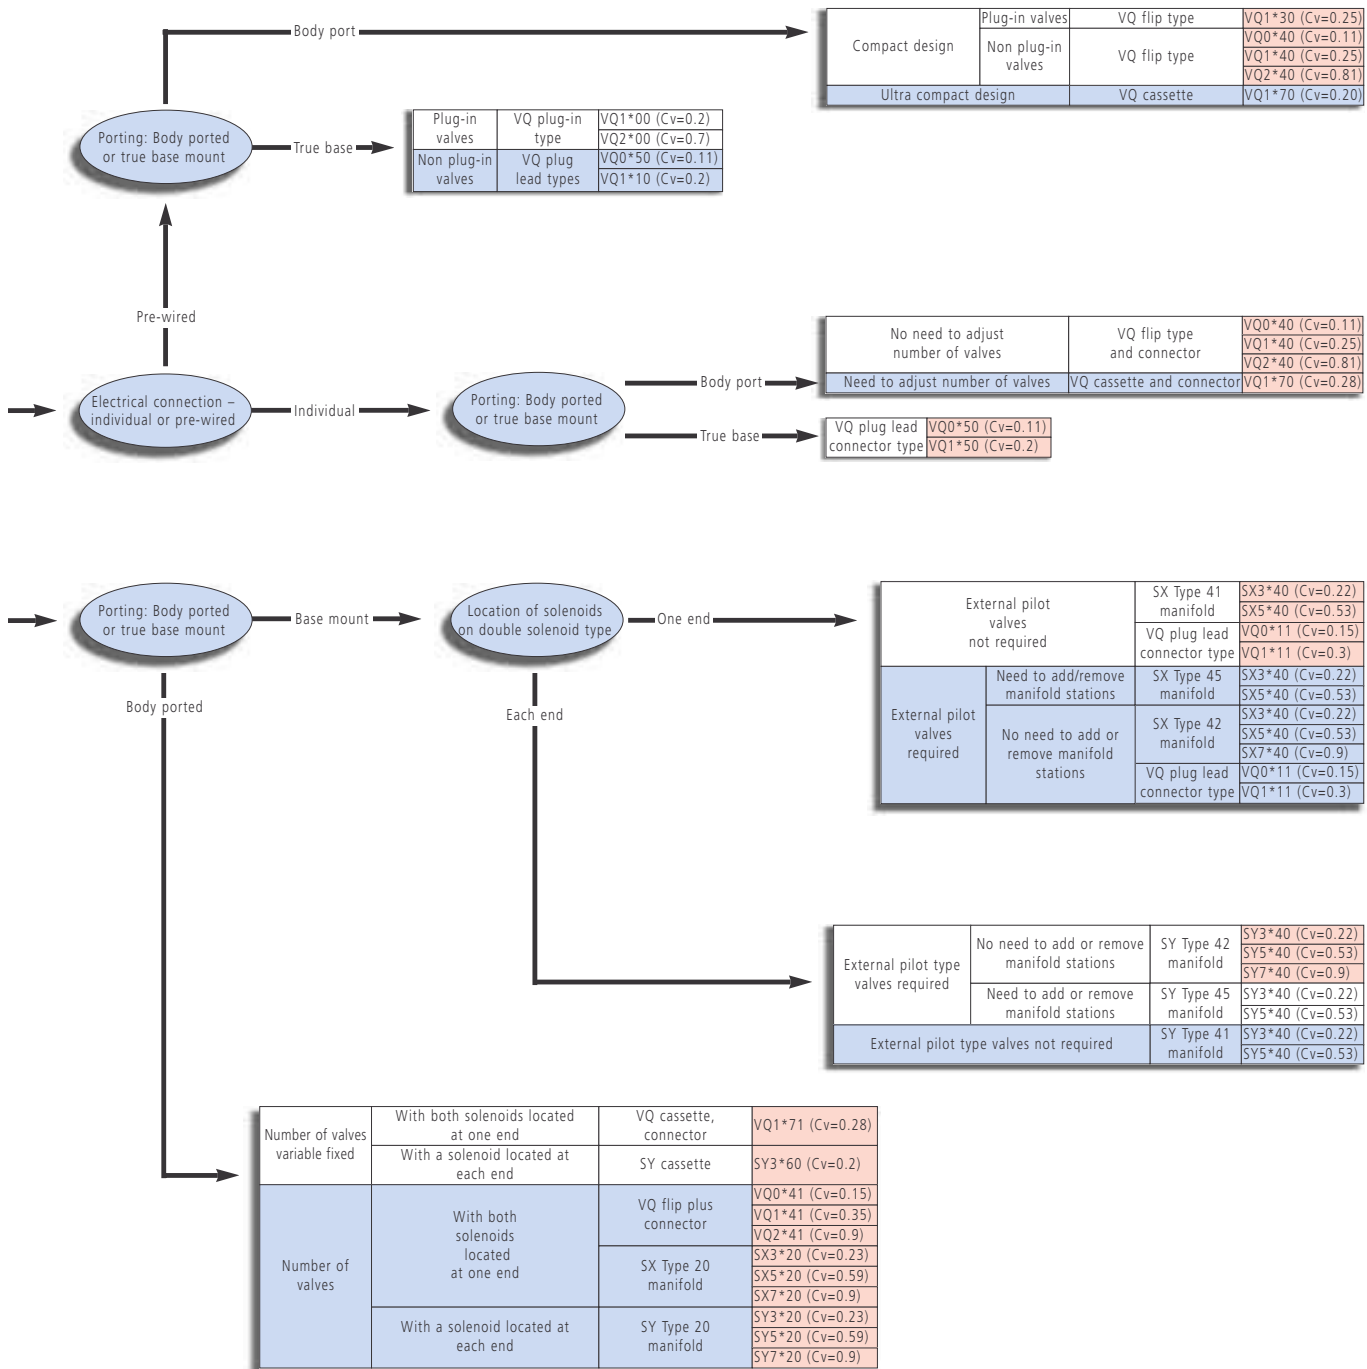 Body port
Compact design
Plug-in valves
VQ flip type
VQ1*30 (Cv=0.25)
Non plug-in
valves
VQ flip type
VQ0*40 (Cv=0.11)
VQ1*40 (Cv=0.25)
VQ2*40 (Cv=0.81)
Ultra compact design
VQ cassette
VQ1*70 (Cv=0.20)
Porting: Body ported
or true base mount
True base
Plug-in
valves
VQ plug-in
type
VQ1*00 (Cv=0.2)
VQ2*00 (Cv=0.7)
Non plug-in
valves
VQ plug
lead types
VQ0*50 (Cv=0.11)
VQ1*10 (Cv=0.2)
Pre-wired
Electrical connection –
individual or pre-wired
Individual
Porting: Body ported
or true base mount
Body port
No need to adjust
number of valves
VQ flip type
and connector
VQ0*40 (Cv=0.11)
VQ1*40 (Cv=0.25)
VQ2*40 (Cv=0.81)
Need to adjust number of valves
VQ cassette and connector
VQ1*70 (Cv=0.28)
True base
VQ plug lead
connector type
VQ0*50 (Cv=0.11)
VQ1*50 (Cv=0.2)
Porting: Body ported
or true base mount
Base mount
Location of solenoids
on double solenoid type
One end
External pilot
valves
not required
SX Type 41
manifold
SX3*40 (Cv=0.22)
SX5*40 (Cv=0.53)
VQ plug lead
connector type
VQ0*11 (Cv=0.15)
VQ1*11 (Cv=0.3)
External pilot
valves
required
Need to add/remove
manifold stations
SX Type 45
manifold
SX3*40 (Cv=0.22)
SX5*40 (Cv=0.53)
No need to add or
remove manifold
stations
SX Type 42
manifold
SX3*40 (Cv=0.22)
SX5*40 (Cv=0.53)
SX7*40 (Cv=0.9)
VQ plug lead
connector type
VQ0*11 (Cv=0.15)
VQ1*11 (Cv=0.3)
Body ported
Each end
External pilot type
valves required
No need to add or remove
manifold stations
SY Type 42
manifold
SY3*40 (Cv=0.22)
SY5*40 (Cv=0.53)
SY7*40 (Cv=0.9)
Need to add or remove
manifold stations
SY Type 45
manifold
SY3*40 (Cv=0.22)
SY5*40 (Cv=0.53)
External pilot type valves not required
SY Type 41
manifold
SY3*40 (Cv=0.22)
SY5*40 (Cv=0.53)
Number of valves
variable fixed
With both solenoids located
at one end
VQ cassette,
connector
VQ1*71 (Cv=0.28)
With a solenoid located at
each end
SY cassette
SY3*60 (Cv=0.2)
Number of
valves
With both
solenoids
located
at one end
VQ flip plus
connector
VQ0*41 (Cv=0.15)
VQ1*41 (Cv=0.35)
VQ2*41 (Cv=0.9)
SX Type 20
manifold
SX3*20 (Cv=0.23)
SX5*20 (Cv=0.59)
SX7*20 (Cv=0.9)
With a solenoid located at
each end
SY Type 20
manifold
SY3*20 (Cv=0.23)
SY5*20 (Cv=0.59)
SY7*20 (Cv=0.9)